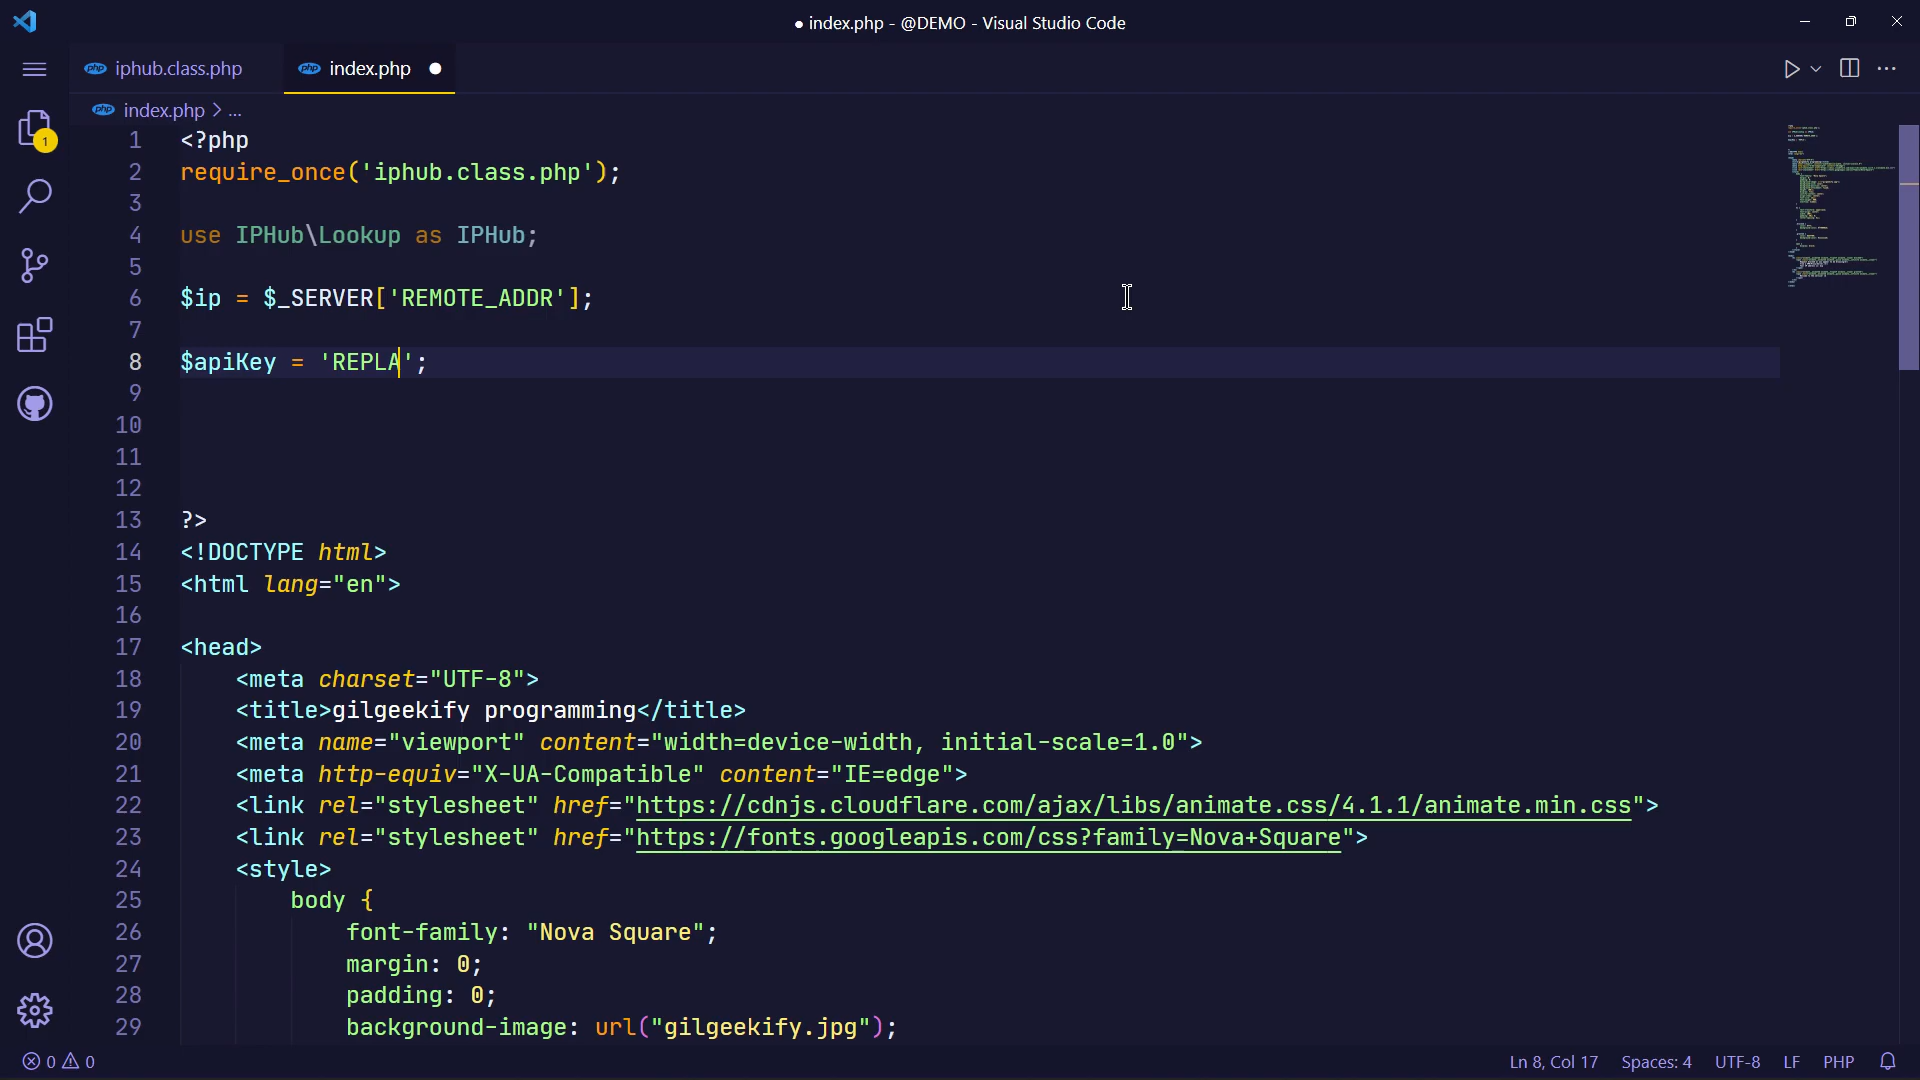 ● index.php - @DEMO - Visual Studio Code
php iphub.class.php
php index.php ●
php index.php > ...
1
1 <?php
2 require_once('iphub.class.php');
3
4 use IPHub\Lookup as IPHub;
5
6 $ip = $_SERVER['REMOTE_ADDR'];
7
8 $apiKey = 'REPLA';
9
10
11
12
13 ?>
14 <!DOCTYPE html>
15 <html lang="en">
16
17 <head>
18 <meta charset="UTF-8">
19 <title>gilgeekify programming</title>
20 <meta name="viewport" content="width=device-width, initial-scale=1.0">
21 <meta http-equiv="X-UA-Compatible" content="IE=edge">
22 <link rel="stylesheet" href="https://cdnjs.cloudflare.com/ajax/libs/animate.css/4.1.1/animate.min.css">
23 <link rel="stylesheet" href="https://fonts.googleapis.com/css?family=Nova+Square">
24 <style>
25 body {
26 font-family: "Nova Square";
27 margin: 0;
28 padding: 0;
29 background-image: url("gilgeekify.jpg");
0 0
Ln 8, Col 17 Spaces: 4 UTF-8 LF PHP